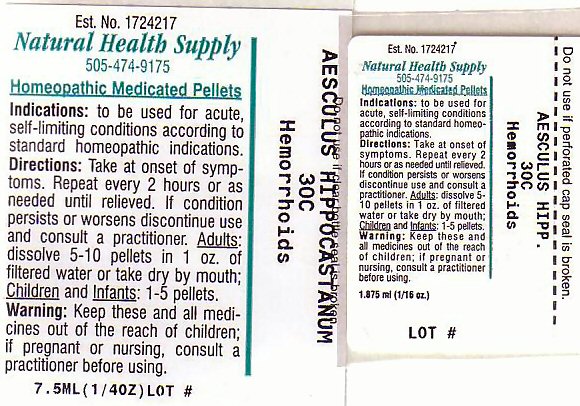 Est. No. 1724217
Natural Health Supply
505-474-9175
Homeopathic Medicated Pellets
Indications: to be used for acute,
self-limiting conditions according to
standard homeopathic indications.
Directions: Take at onset of symp-
toms. Repeat every 2 hours or as
needed until relieved. If condition
persists or worsens discontinue use
and consult a practitioner. Adults:
dissolve 5-10 pellets in 1 oz. of
filtered water or take dry by mouth;
Children and Infants: 1-5 pellets.
Warning: Keep these and all medi-
cines out of the reach of children;
if pregnant or nursing, consult a
practitioner before using.
7.5ML(1/4OZ)LOT #
AESCULUS HIPPOCASTANUM
30C
Hemorrhoids
Do not use if
seal is broken.
Est. No. 1724217
Natural Health Supply
505-474-9175
Homeopathic Medicated Pellets
Indications: to be used for acute,
self-limiting conditions according
to standard homeo-
pathic indications.
Directions: Take at onset of
symptoms. Repeat every 2
hours or as needed until relieved.
If condition persists or worsens
discontinue use and consult a
practitioner. Adults: dissolve 5-
10 pellets in 1 oz. of filtered
water or take dry by mouth;
Children and Infants: 1-5 pellets.
Warning: Keep these and
all medicines out of the reach
of children; if pregnant or
nursing, consult a practitioner
before using.
1.875 ml (1/16 oz.)
LOT #
AESCULUS HIPP.
30C
Hemorrhoids
Do not use if perforated cap seal is broken.